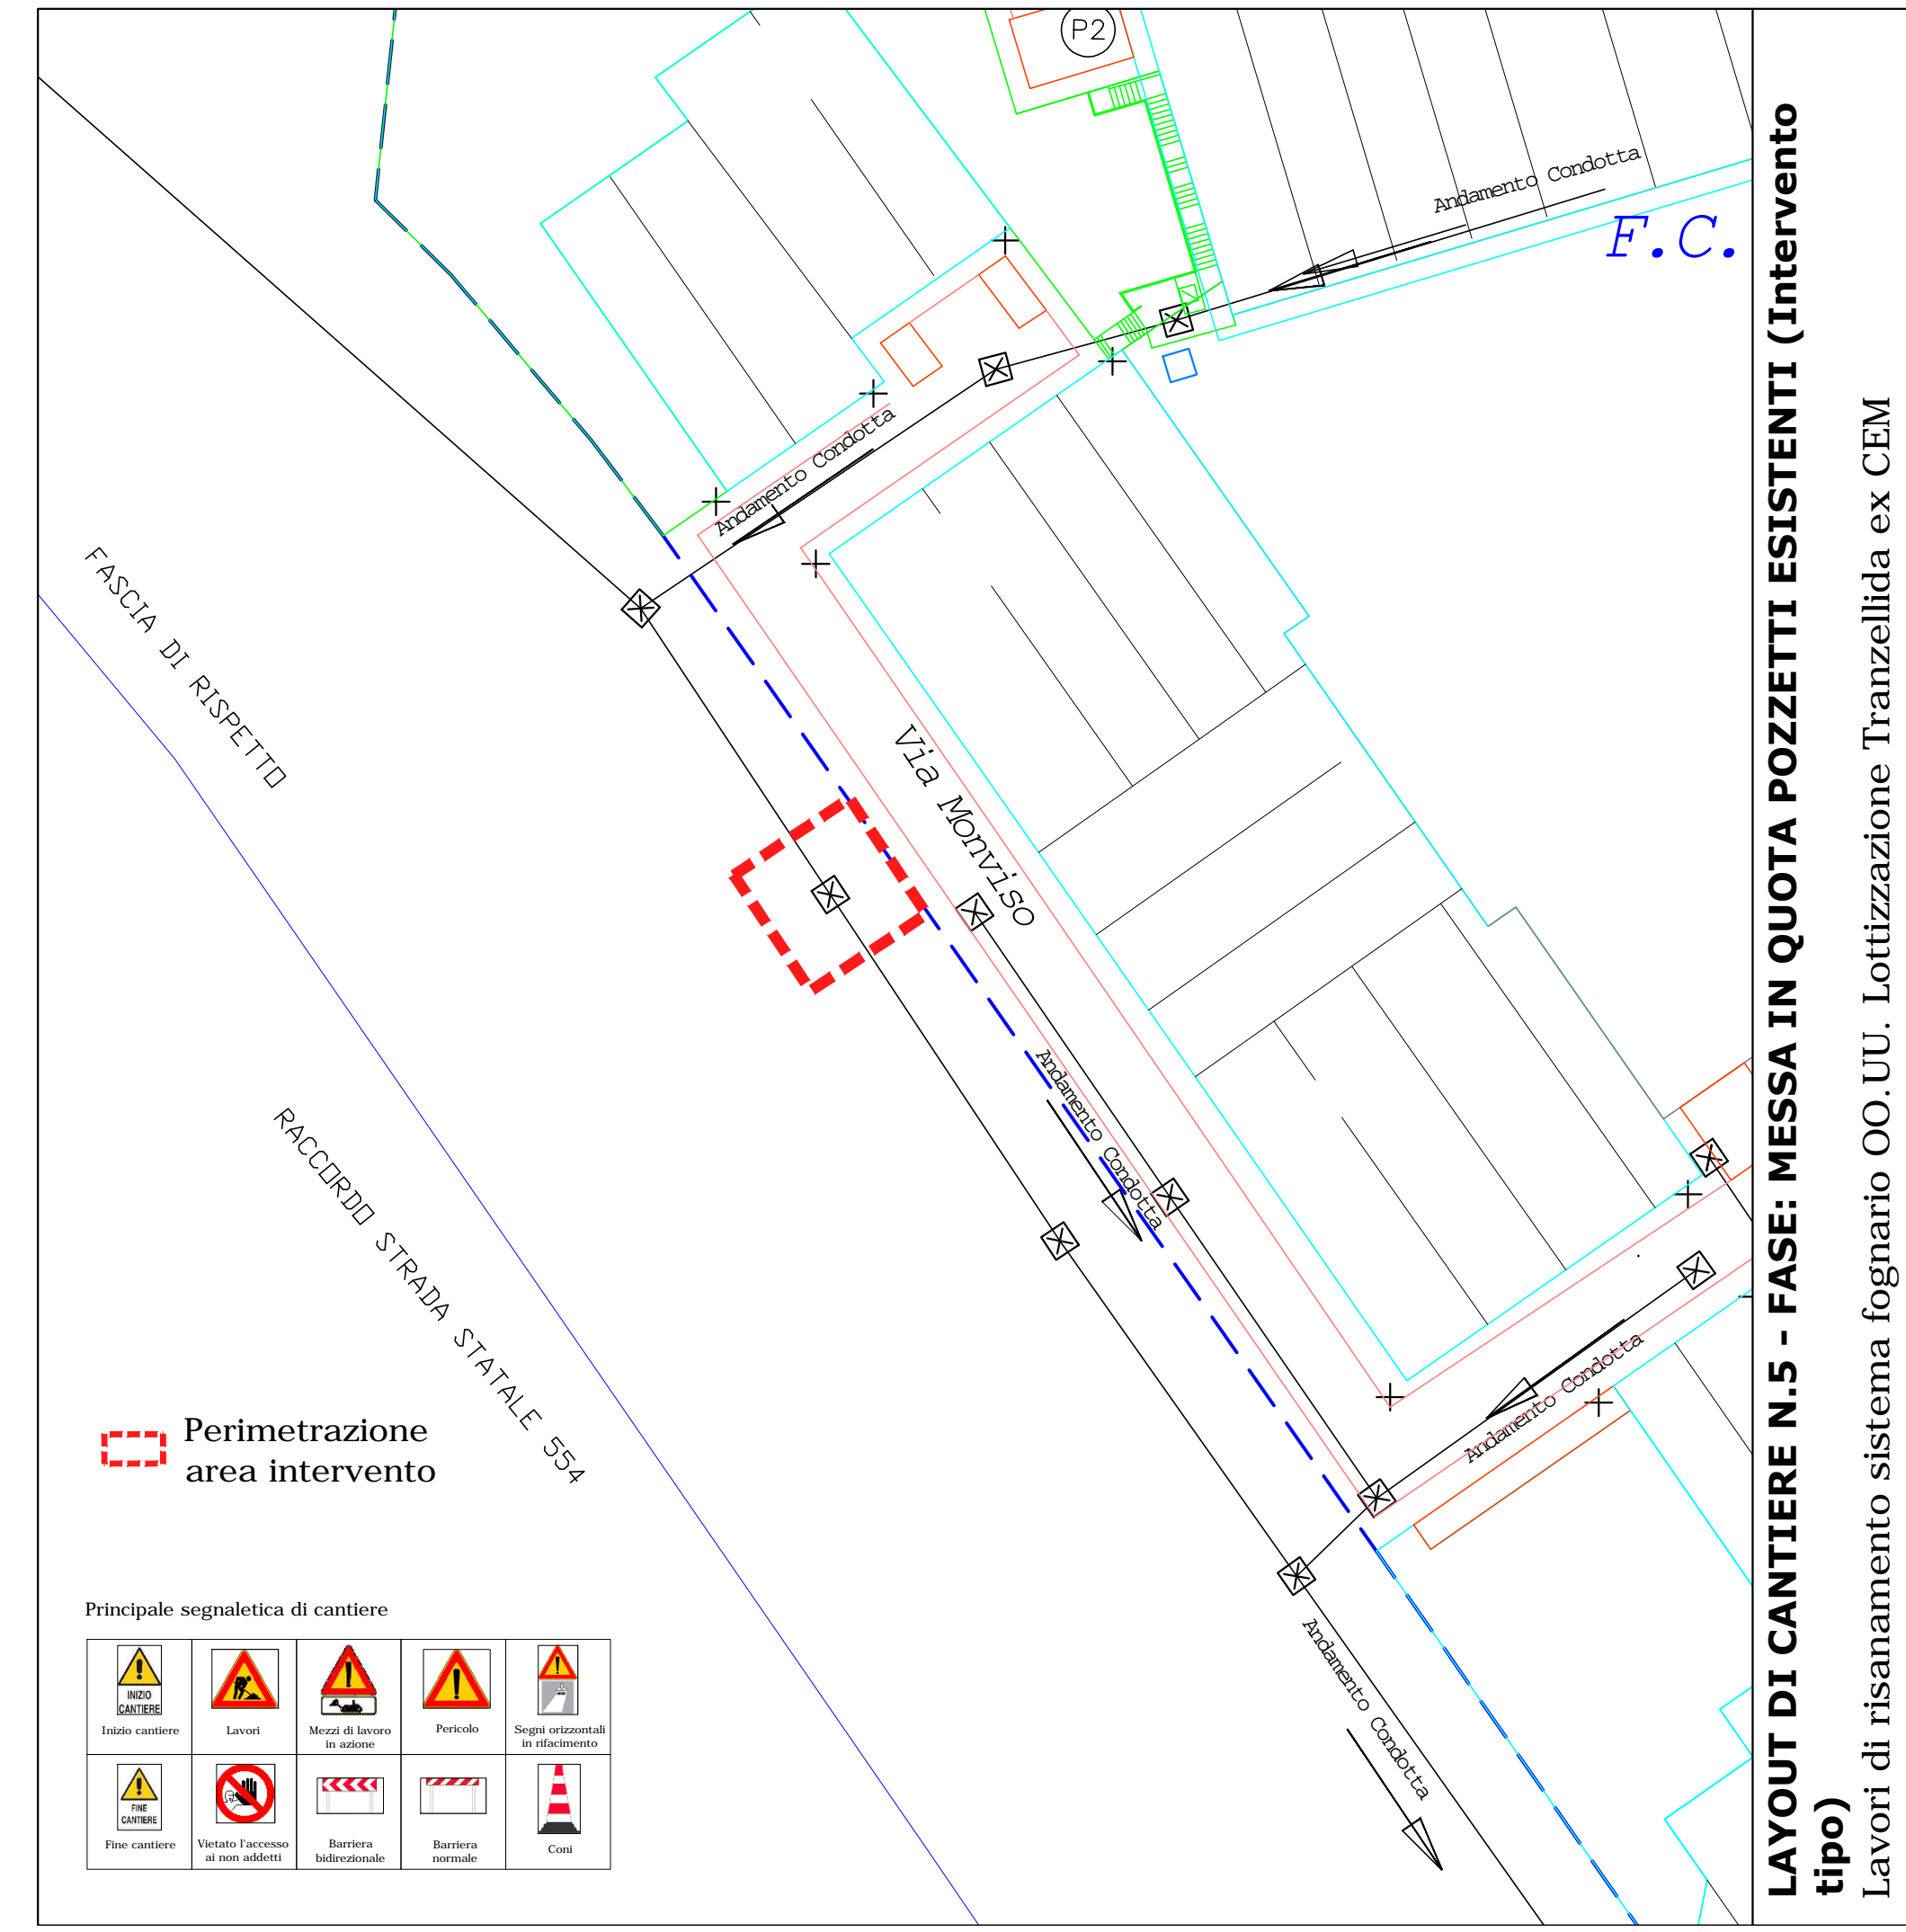 P2
Andamento Condotta
F.C.
Andamento Condotta
FASCIA DI RISPETTO
Via Monviso
Andamento Condotta
RACCORDO STRADA STATALE 554
Andamento Condotta
Andamento Condotta
Perimetrazione
area intervento
Principale segnaletica di cantiere
INIZIO
CANTIERE
Inizio cantiere
Lavori
Mezzi di lavoro
in azione
Pericolo
Segni orizzontali
in rifacimento
FINE
CANTIERE
Fine cantiere
Vietato l'accesso
ai non addetti
Barriera
bidirezionale
Barriera
normale
Coni
LAYOUT DI CANTIERE N.5 - FASE: MESSA IN QUOTA POZZETTI ESISTENTI (Intervento
tipo)
Lavori di risanamento sistema fognario OO.UU. Lottizzazione Tranzellida ex CEM